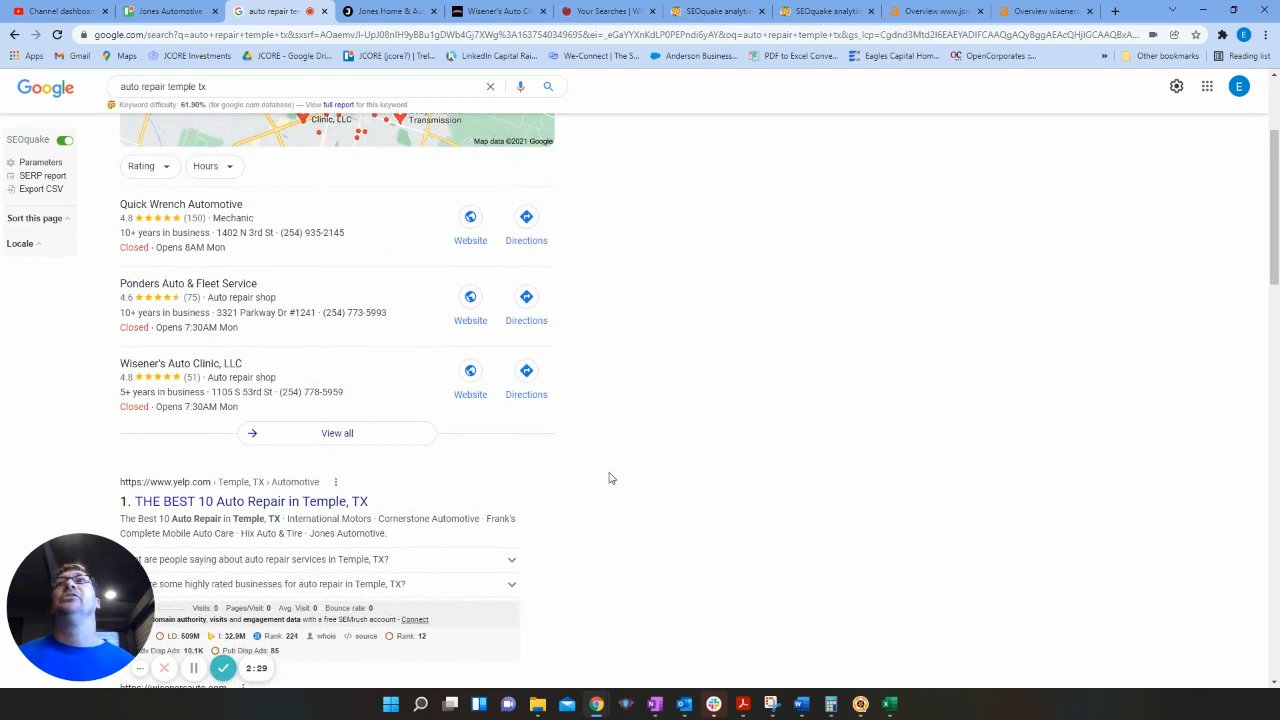 Channel dashboard
Jones Automotive
auto repair tem
Jones Home & Au
Wisener's Auto Cli
Your Searches | W
SEOquake analytic
SEOquake analytic
Overview www.jon
Overview wiseners
Apps
Gmail
YouTube
Maps
JCORE Investments
JCORE Investments
JCORE (jcore7) |...
LinkedIn Capital Rai...
We-Connect | The...
Anderson Business...
PDF to Excel Conve...
Eagles Capital Hom...
OpenCorporates :...
»
Other bookmarks
Reading list
Google
auto repair temple tx
E
Keyword difficulty: 61.90% (for google.com database) — View full report for this keyword
SEOquake
Parameters
SERP report
Export CSV
Sort this page
Locale
Clinic, LLC
Transmission
Map data ©2021 Google
Rating
Hours
Quick Wrench Automotive
4.8 (150) · Mechanic
10+ years in business · 1402 N 3rd St · (254) 935-2145
Closed · Opens 8AM Mon
Website
Directions
Ponders Auto & Fleet Service
4.6 (75) · Auto repair shop
10+ years in business · 3321 Parkway Dr #1241 · (254) 773-5993
Closed · Opens 7:30AM Mon
Website
Directions
Wisener's Auto Clinic, LLC
4.8 (51) · Auto repair shop
5+ years in business · 1105 S 53rd St · (254) 778-5959
Closed · Opens 7:30AM Mon
Website
Directions
View all
https://www.yelp.com › Temple, TX › Automotive
1. THE BEST 10 Auto Repair in Temple, TX
The Best 10 Auto Repair in Temple, TX · International Motors · Cornerstone Automotive · Frank's
Complete Mobile Auto Care · Hix Auto & Tire · Jones Automotive.
are people saying about auto repair services in Temple, TX?
some highly rated businesses for auto repair in Temple, TX?
Visits: 0 Pages/Visit: 0 Avg. Visit: 0 Bounce rate: 0
authority, visits and engagement data with a free SEMrush account - Connect
LD: 509M I: 32.9M Rank: 224 whois source Rank: 12
Disp Ads: 10.1K Pub Disp Ads: 85
2:29